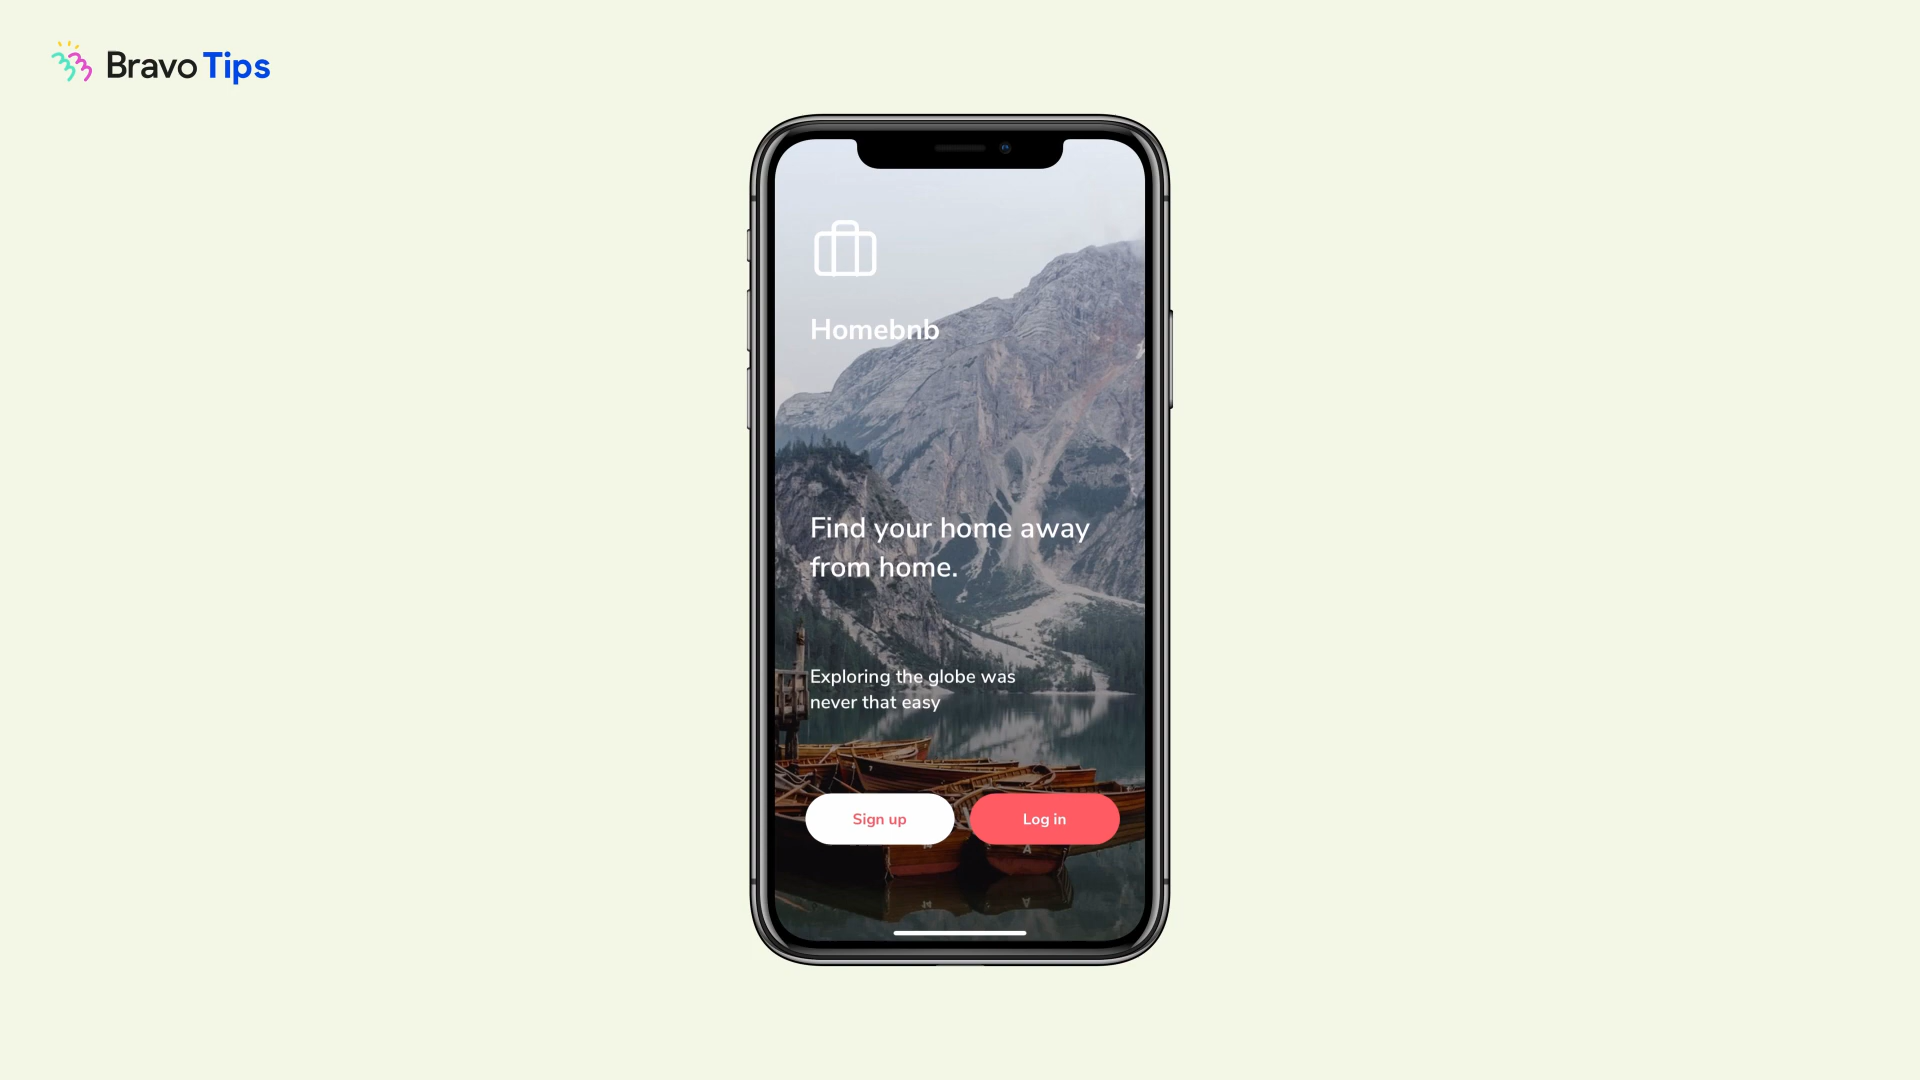 Bravo Tips
Homebnb
Find your home away
from home.
Exploring the globe was
never that easy
Sign up
Log in